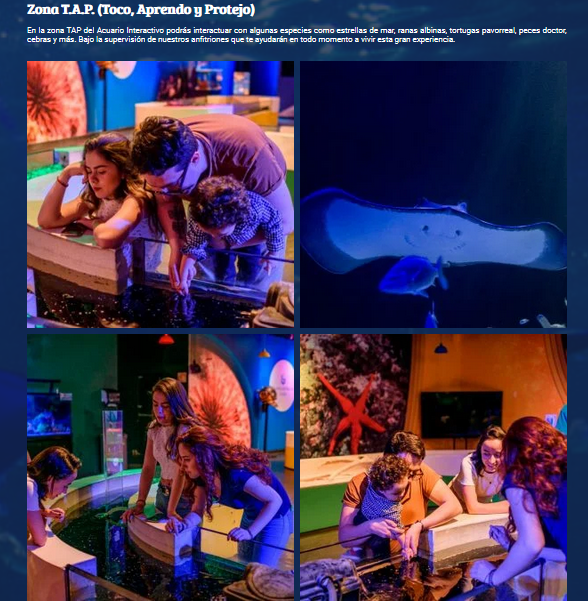 Zona T.A.P. (Toco, Aprendo y Protejo)
En la zona TAP del Acuario Interactivo podrás interactuar con algunas especies como estrellas de mar, ranas albinas, tortugas pavorreal, peces doctor,
cebras y más. Bajo la supervisión de nuestros anfitriones que te ayudarán en todo momento a vivir esta gran experiencia.